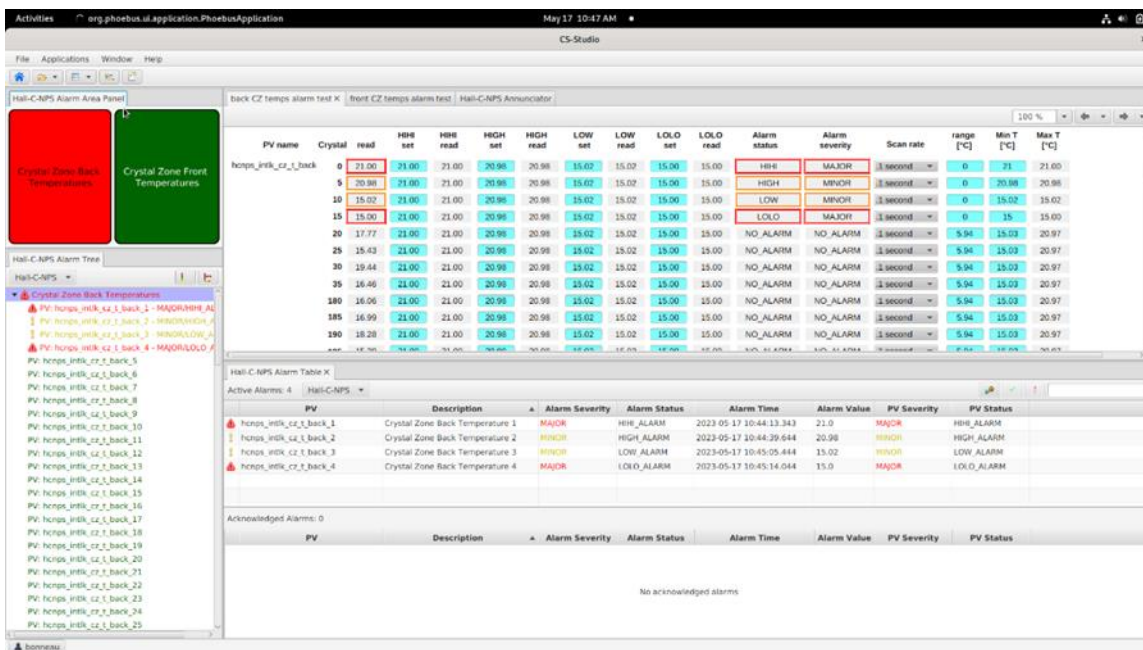 Activities org.phoebus.ui.application.PhoebusApplication May 17 10:47 AM
CS-Studio
File Applications Window Help
Hall-C-NPS Alarm Area Panel
Crystal Zone Back Temperatures
Crystal Zone Front Temperatures
Hall-C-NPS Alarm Tree
Hall-C-NPS
Crystal Zone Back Temperatures
PV: hcnps_intlk_cz_t_back_1 - MAJOR/HIHI_AL
PV: hcnps_intlk_cz_t_back_2 - MINOR/HIGH_A
PV: hcnps_intlk_cz_t_back_3 - MINOR/LOW_A
PV: hcnps_intlk_cz_t_back_4 - MAJOR/LOLO_A
PV: hcnps_intlk_cz_t_back_5
PV: hcnps_intlk_cz_t_back_6
PV: hcnps_intlk_cz_t_back_7
PV: hcnps_intlk_cz_t_back_8
PV: hcnps_intlk_cz_t_back_9
PV: hcnps_intlk_cz_t_back_10
PV: hcnps_intlk_cz_t_back_11
PV: hcnps_intlk_cz_t_back_12
PV: hcnps_intlk_cz_t_back_13
PV: hcnps_intlk_cz_t_back_14
PV: hcnps_intlk_cz_t_back_15
PV: hcnps_intlk_cz_t_back_16
PV: hcnps_intlk_cz_t_back_17
PV: hcnps_intlk_cz_t_back_18
PV: hcnps_intlk_cz_t_back_19
PV: hcnps_intlk_cz_t_back_20
PV: hcnps_intlk_cz_t_back_21
PV: hcnps_intlk_cz_t_back_22
PV: hcnps_intlk_cz_t_back_23
PV: hcnps_intlk_cz_t_back_24
PV: hcnps_intlk_cz_t_back_25
bonneau
back CZ temps alarm test X front CZ temps alarm test Hall-C-NPS Annunciator
100 %
PV name Crystal read HIHI set HIHI read HIGH set HIGH read LOW set LOW read LOLO set LOLO read Alarm status Alarm severity Scan rate range [°C] Min T [°C] Max T [°C]
hcnps_intlk_cz_t_back 0 21.00 21.00 21.00 20.98 20.98 15.02 15.02 15.00 15.00 HIHI MAJOR .1 second 0 21 21.00
5 20.98 21.00 21.00 20.98 20.98 15.02 15.02 15.00 15.00 HIGH MINOR .1 second 0 20.98 20.98
10 15.02 21.00 21.00 20.98 20.98 15.02 15.02 15.00 15.00 LOW MINOR .1 second 0 15.02 15.02
15 15.00 21.00 21.00 20.98 20.98 15.02 15.02 15.00 15.00 LOLO MAJOR .1 second 0 15 15.00
20 17.77 21.00 21.00 20.98 20.98 15.02 15.02 15.00 15.00 NO_ALARM NO_ALARM .1 second 5.94 15.03 20.97
25 15.43 21.00 21.00 20.98 20.98 15.02 15.02 15.00 15.00 NO_ALARM NO_ALARM .1 second 5.94 15.03 20.97
30 19.44 21.00 21.00 20.98 20.98 15.02 15.02 15.00 15.00 NO_ALARM NO_ALARM .1 second 5.94 15.03 20.97
35 16.46 21.00 21.00 20.98 20.98 15.02 15.02 15.00 15.00 NO_ALARM NO_ALARM .1 second 5.94 15.03 20.97
180 16.06 21.00 21.00 20.98 20.98 15.02 15.02 15.00 15.00 NO_ALARM NO_ALARM .1 second 5.94 15.03 20.97
185 16.99 21.00 21.00 20.98 20.98 15.02 15.02 15.00 15.00 NO_ALARM NO_ALARM .1 second 5.94 15.03 20.97
190 18.28 21.00 21.00 20.98 20.98 15.02 15.02 15.00 15.00 NO_ALARM NO_ALARM .1 second 5.94 15.03 20.97
Hall-C-NPS Alarm Table X
Active Alarms: 4 Hall-C-NPS
PV Description Alarm Severity Alarm Status Alarm Time Alarm Value PV Severity PV Status
hcnps_intlk_cz_t_back_1 Crystal Zone Back Temperature 1 MAJOR HIHI_ALARM 2023-05-17 10:44:13.343 21.0 MAJOR HIHI_ALARM
hcnps_intlk_cz_t_back_2 Crystal Zone Back Temperature 2 MINOR HIGH_ALARM 2023-05-17 10:44:39.644 20.98 MINOR HIGH_ALARM
hcnps_intlk_cz_t_back_3 Crystal Zone Back Temperature 3 MINOR LOW_ALARM 2023-05-17 10:45:05.444 15.02 MINOR LOW_ALARM
hcnps_intlk_cz_t_back_4 Crystal Zone Back Temperature 4 MAJOR LOLO_ALARM 2023-05-17 10:45:14.044 15.0 MAJOR LOLO_ALARM
Acknowledged Alarms: 0
PV Description Alarm Severity Alarm Status Alarm Time Alarm Value PV Severity PV Status
No acknowledged alarms